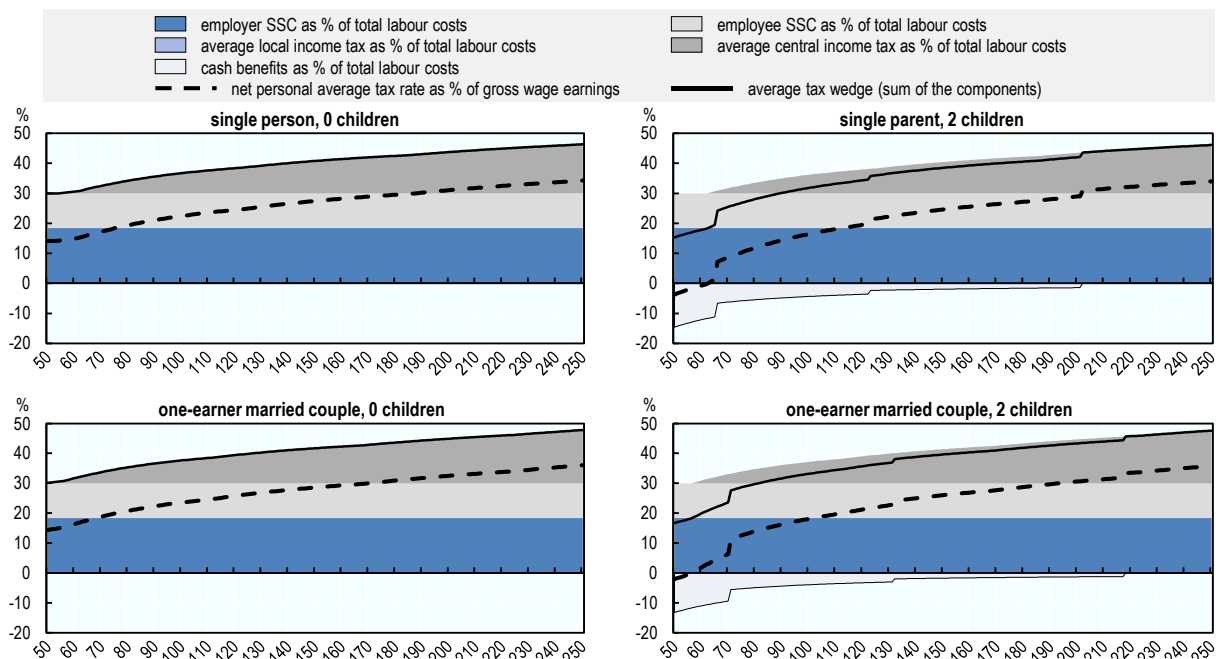 employer SSC as % of total labour costs
employee SSC as % of total labour costs
average local income tax as % of total labour costs
average central income tax as % of total labour costs
cash benefits as % of total labour costs
net personal average tax rate as % of gross wage earnings
average tax wedge (sum of the components)
%
single person, 0 children
50
40
30
20
10
0
-10
-20
50 60 70 80 90 100 110 120 130 140 150 160 170 180 190 200 210 220 230 240 250
%
single parent, 2 children
50
40
30
20
10
0
-10
-20
50 60 70 80 90 100 110 120 130 140 150 160 170 180 190 200 210 220 230 240 250
%
one-earner married couple, 0 children
50
40
30
20
10
0
-10
-20
50 60 70 80 90 100 110 120 130 140 150 160 170 180 190 200 210 220 230 240 250
%
one-earner married couple, 2 children
50
40
30
20
10
0
-10
-20
50 60 70 80 90 100 110 120 130 140 150 160 170 180 190 200 210 220 230 240 250